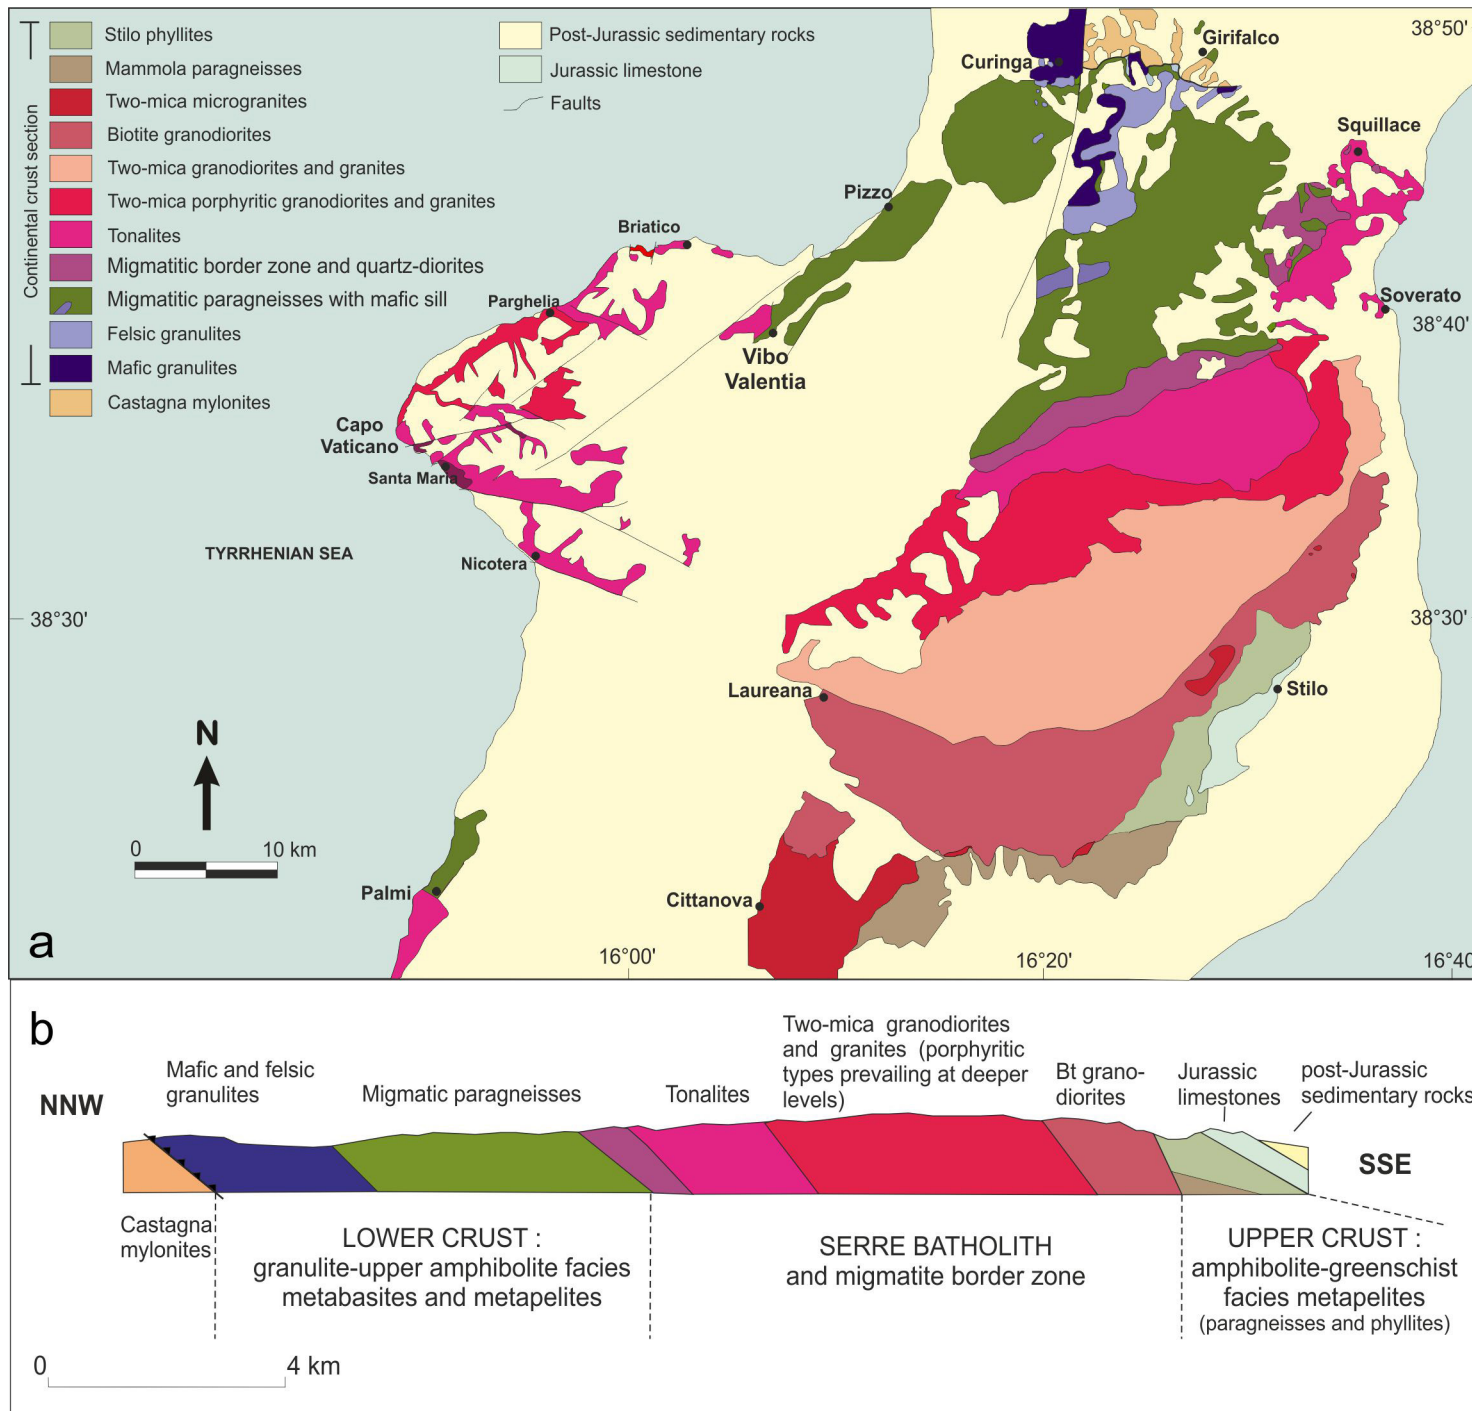 Continental crust section
Stilo phyllites
Mammola paragneisses
Two-mica microgranites
Biotite granodiorites
Two-mica granodiorites and granites
Two-mica porphyritic granodiorites and granites
Tonalites
Migmatitic border zone and quartz-diorites
Migmatitic paragneisses with mafic sill
Felsic granulites
Mafic granulites
Castagna mylonites
Post-Jurassic sedimentary rocks
Jurassic limestone
Faults
38°50'
Girifalco
Curinga
Squillace
Pizzo
Briatico
Parghelia
Soverato
38°40'
Vibo
Valentia
Capo
Vaticano
Santa Maria
TYRRHENIAN SEA
Nicotera
38°30'
38°30'
Laureana
Stilo
N
0 10 km
Palmi
Cittanova
a
16°00'
16°20'
16°40
b
NNW
Mafic and felsic
granulites
Migmatic paragneisses
Tonalites
Two-mica granodiorites
and granites (porphyritic
types prevailing at deeper
levels)
Bt grano-
diorites
Jurassic
limestones
post-Jurassic
sedimentary rocks
SSE
Castagna
mylonites
LOWER CRUST :
granulite-upper amphibolite facies
metabasites and metapelites
SERRE BATHOLITH
and migmatite border zone
UPPER CRUST :
amphibolite-greenschist
facies metapelites
(paragneisses and phyllites)
0 4 km